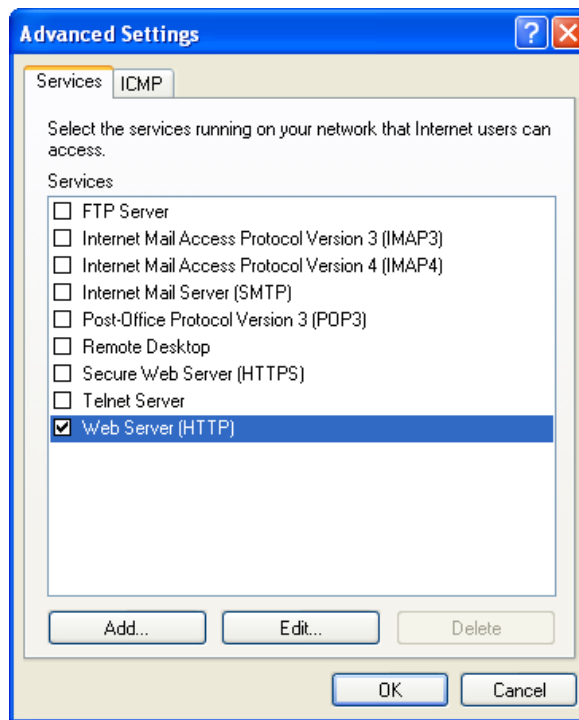 Advanced Settings
Services
ICMP
Select the services running on your network that Internet users can
access.
Services
FTP Server
Internet Mail Access Protocol Version 3 (IMAP3)
Internet Mail Access Protocol Version 4 (IMAP4)
Internet Mail Server (SMTP)
Post-Office Protocol Version 3 (POP3)
Remote Desktop
Secure Web Server (HTTPS)
Telnet Server
Web Server (HTTP)
Add...
Edit...
Delete
OK
Cancel